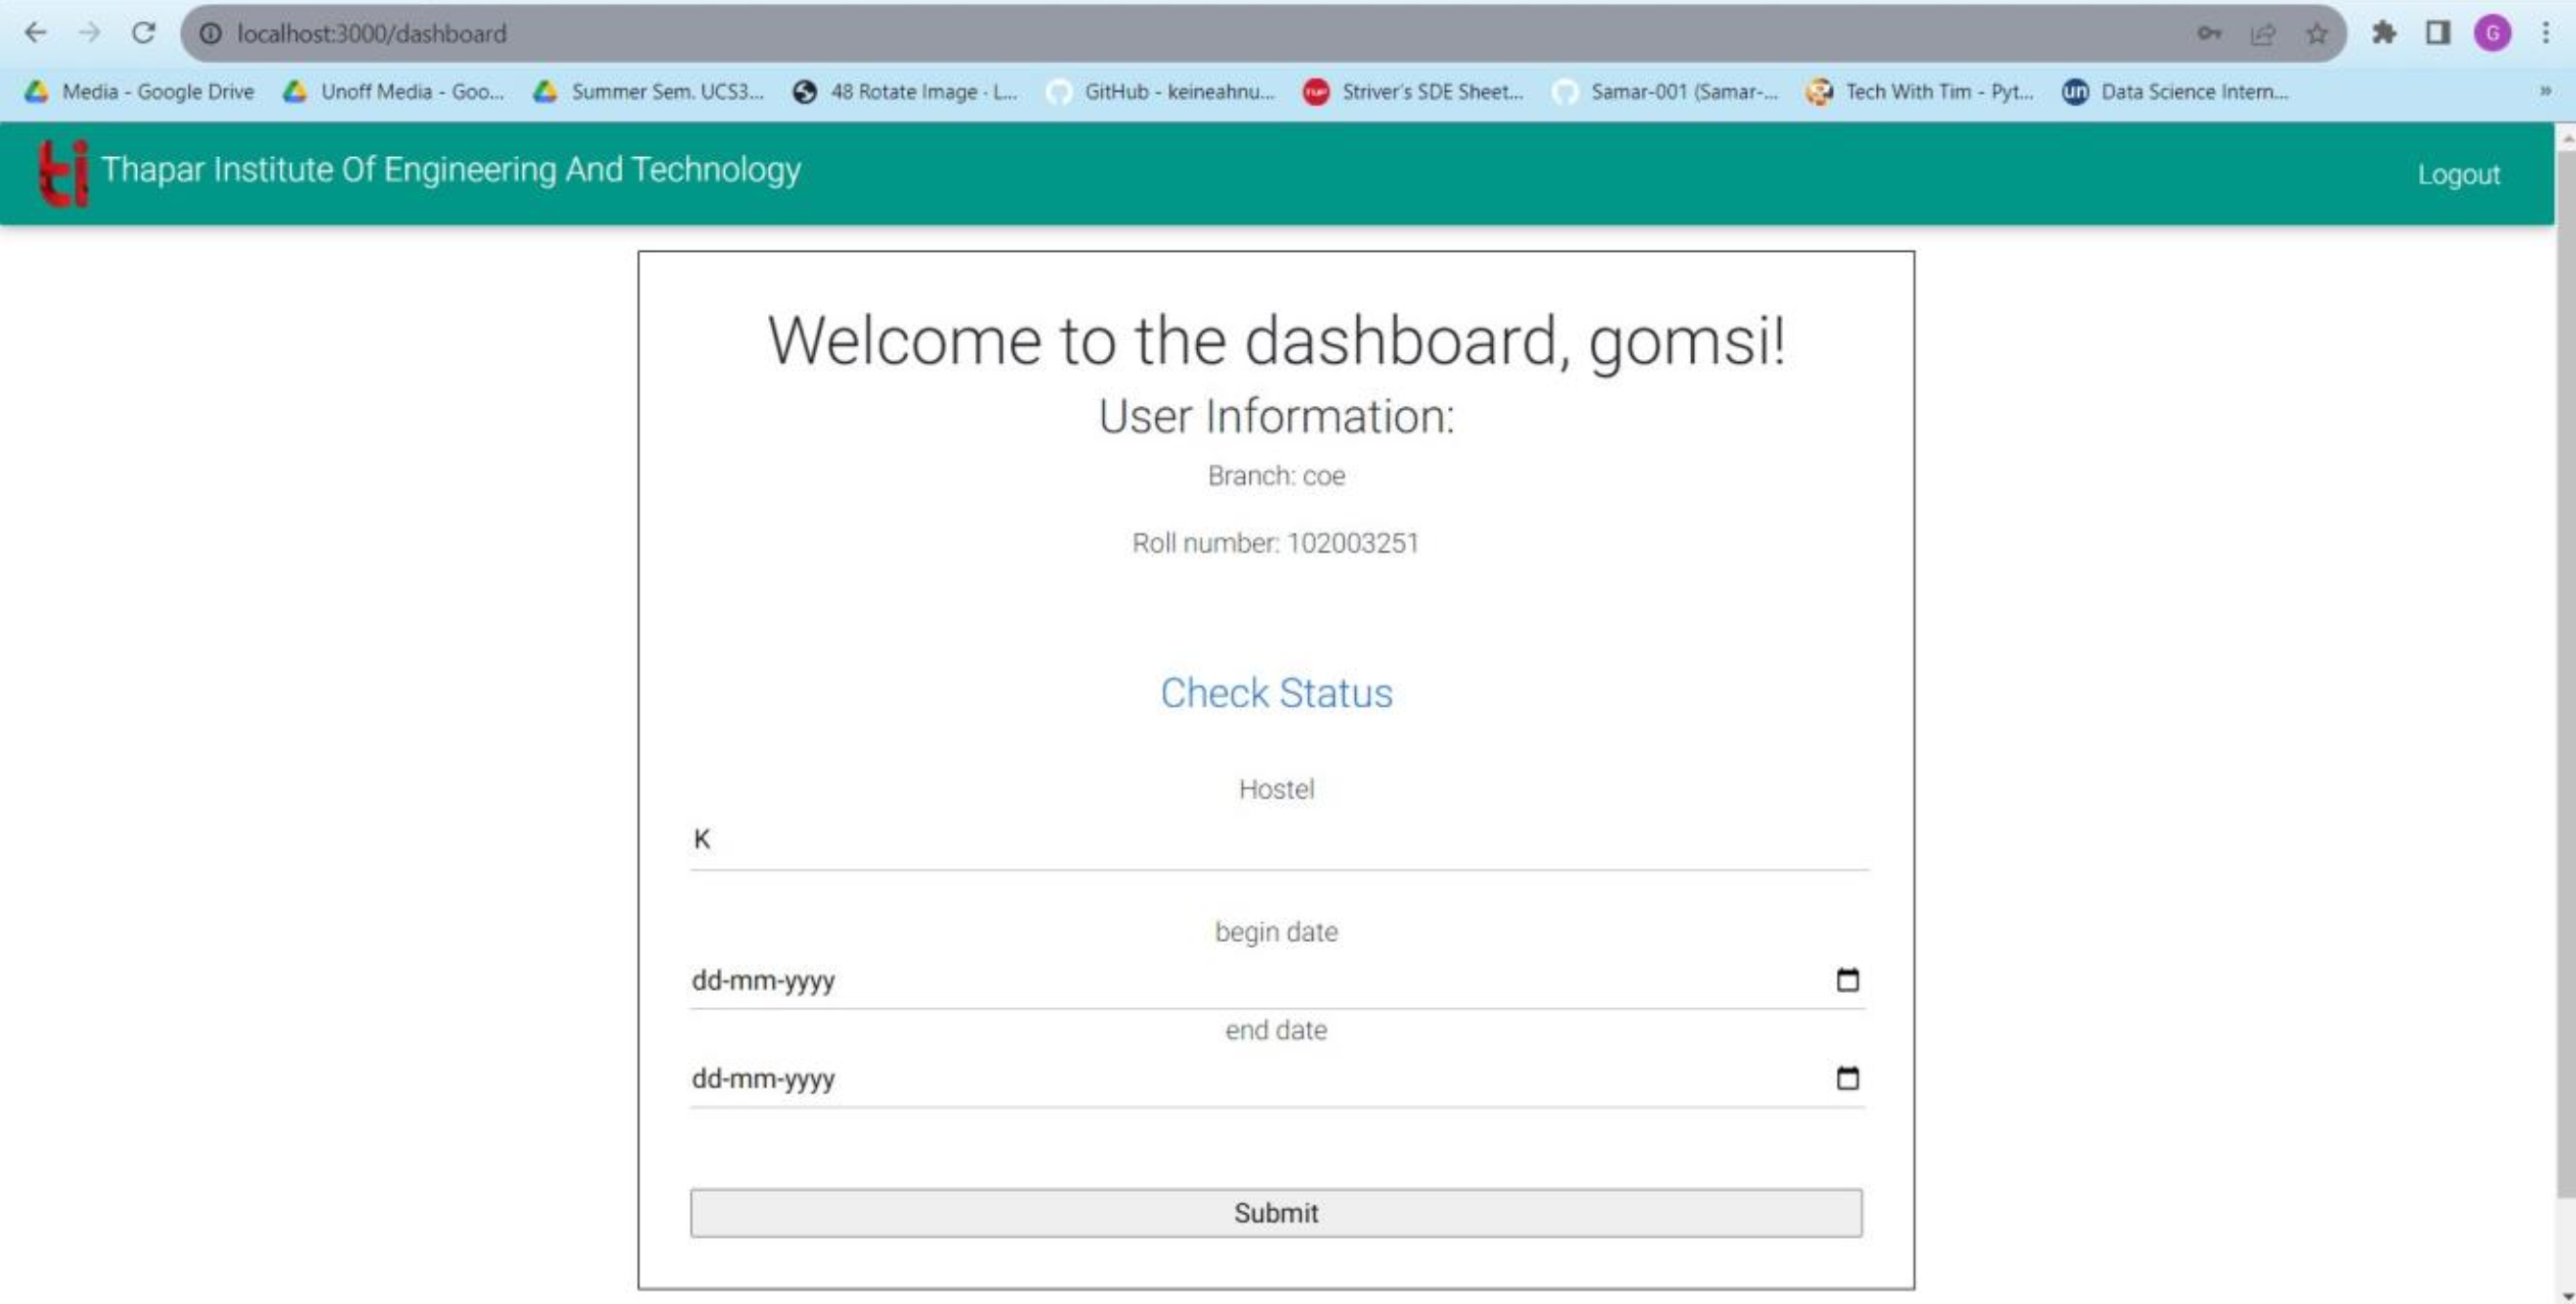 localhost:3000/dashboard
G
Media - Google Drive Unoff Media - Goo... Summer Sem. UCS3... 48 Rotate Image - L... GitHub - keineahnu... Striver's SDE Sheet... Samar-001 (Samar-... Tech With Tim - Pyt... un Data Science Intern... »
ti Thapar Institute Of Engineering And Technology Logout
Welcome to the dashboard, gomsi!
User Information:
Branch: coe
Roll number: 102003251
Check Status
Hostel
K
begin date
dd-mm-yyyy
end date
dd-mm-yyyy
Submit